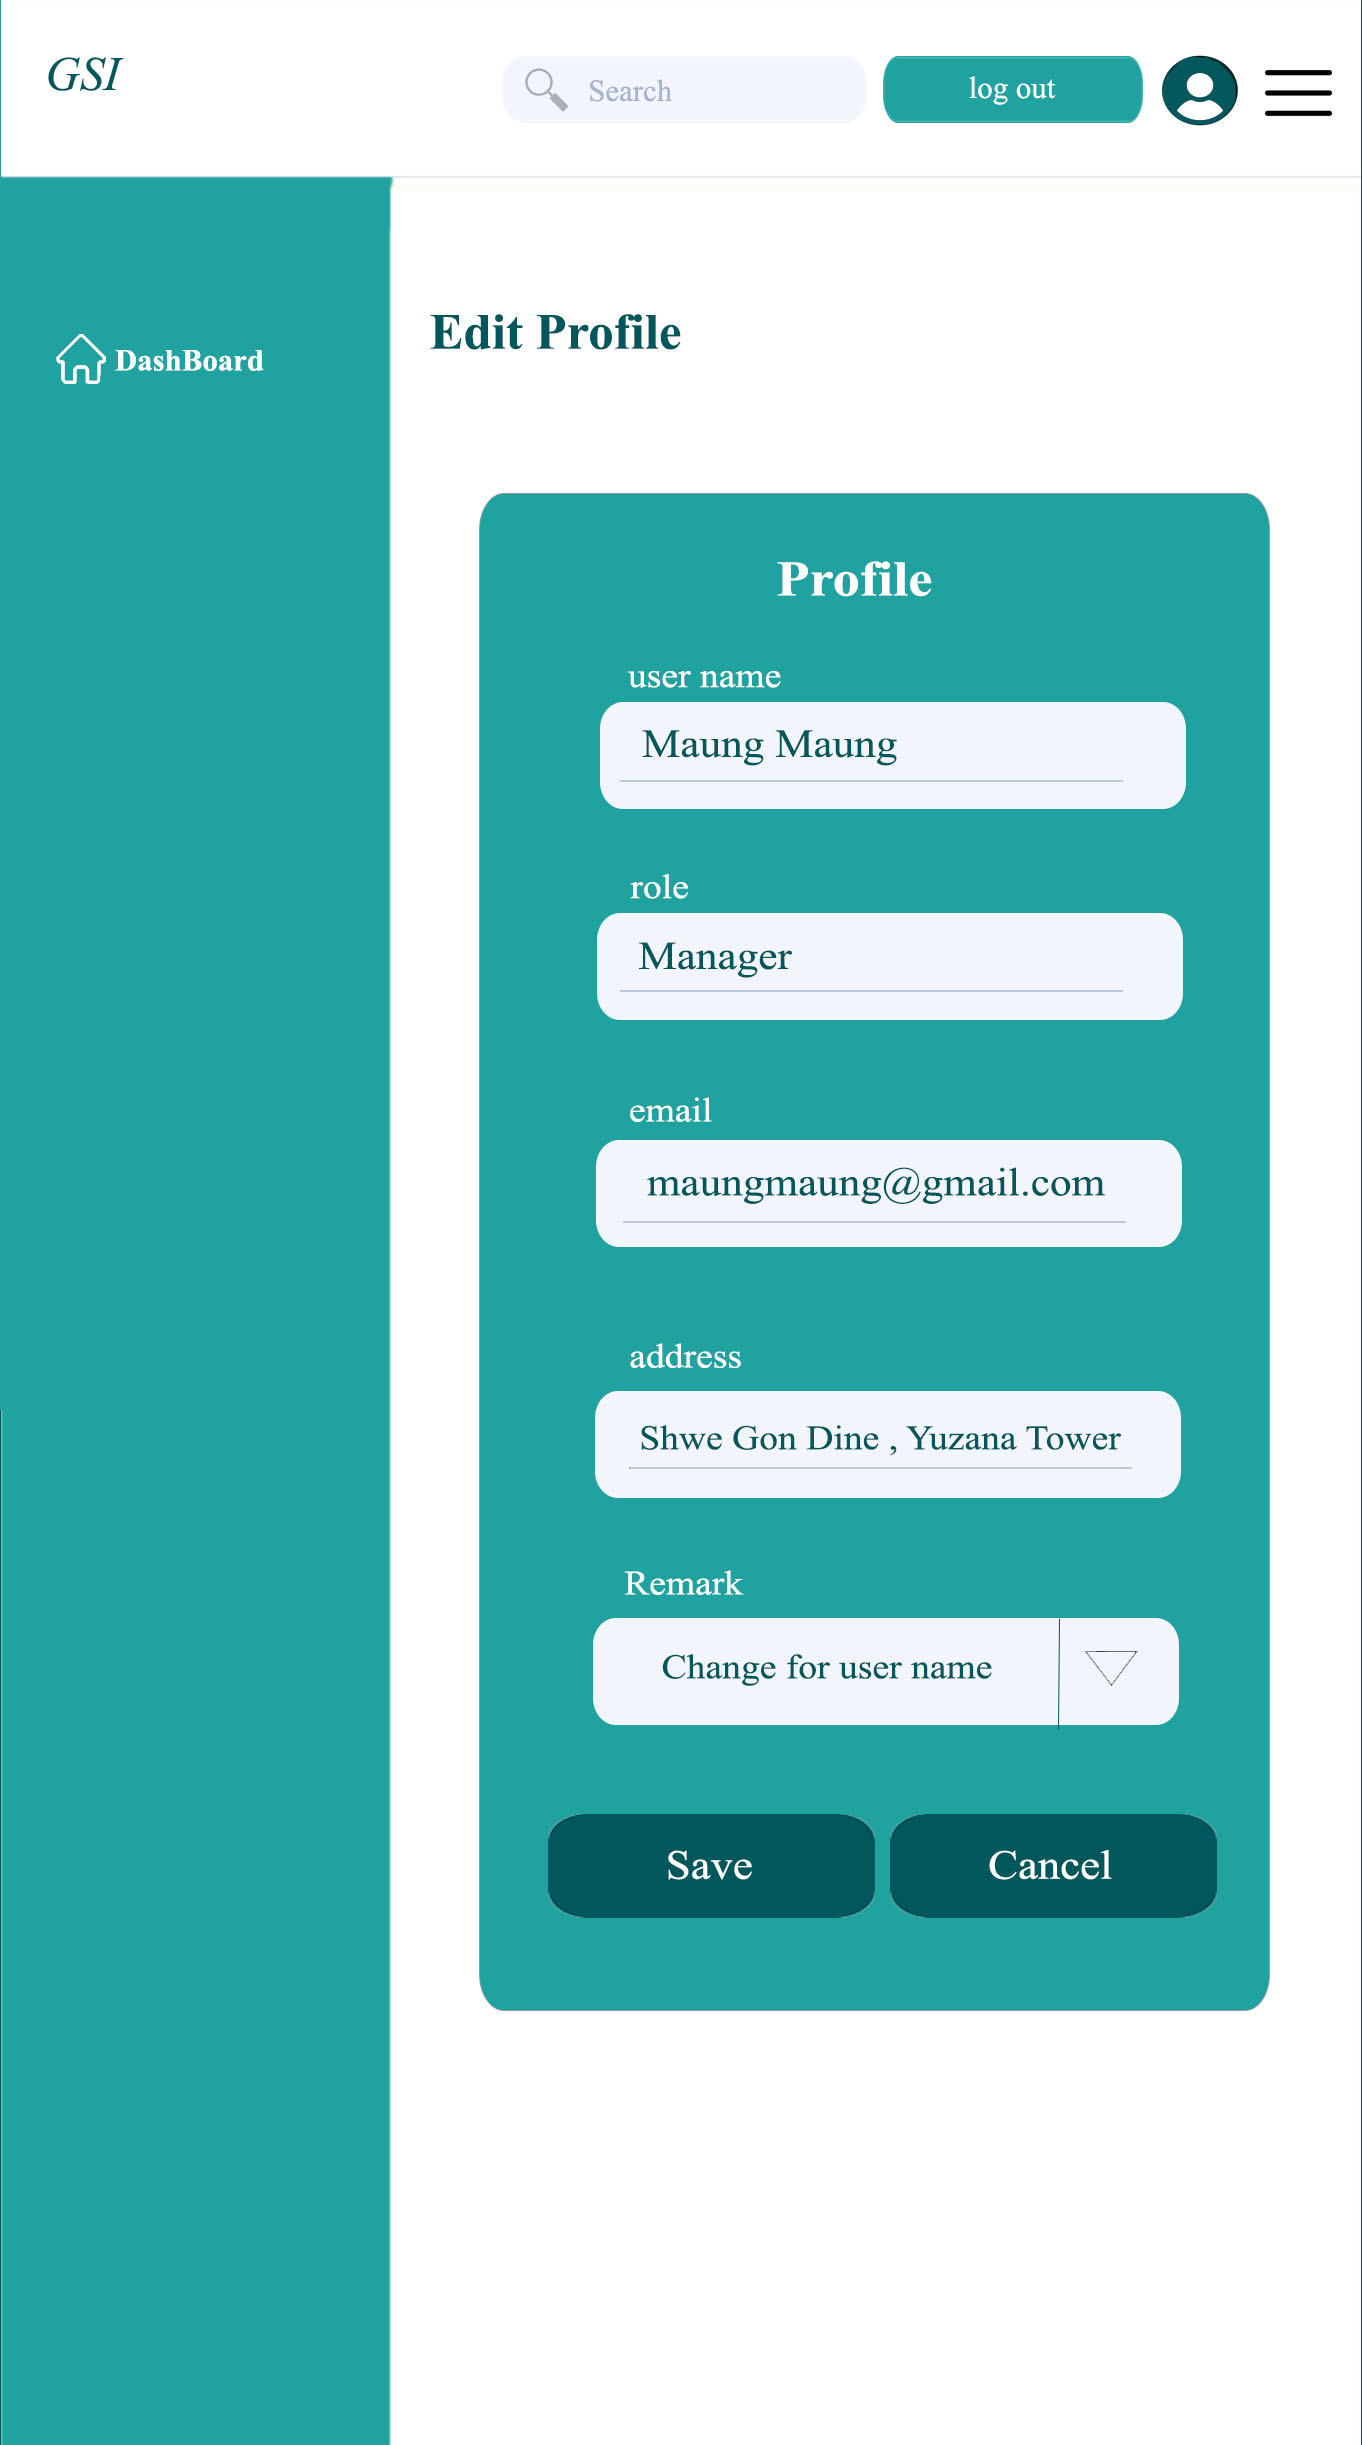 GSI
Search
log out
DashBoard
Edit Profile
Profile
user name
Maung Maung
role
Manager
email
maungmaung@gmail.com
address
Shwe Gon Dine , Yuzana Tower
Remark
Change for user name
Save
Cancel